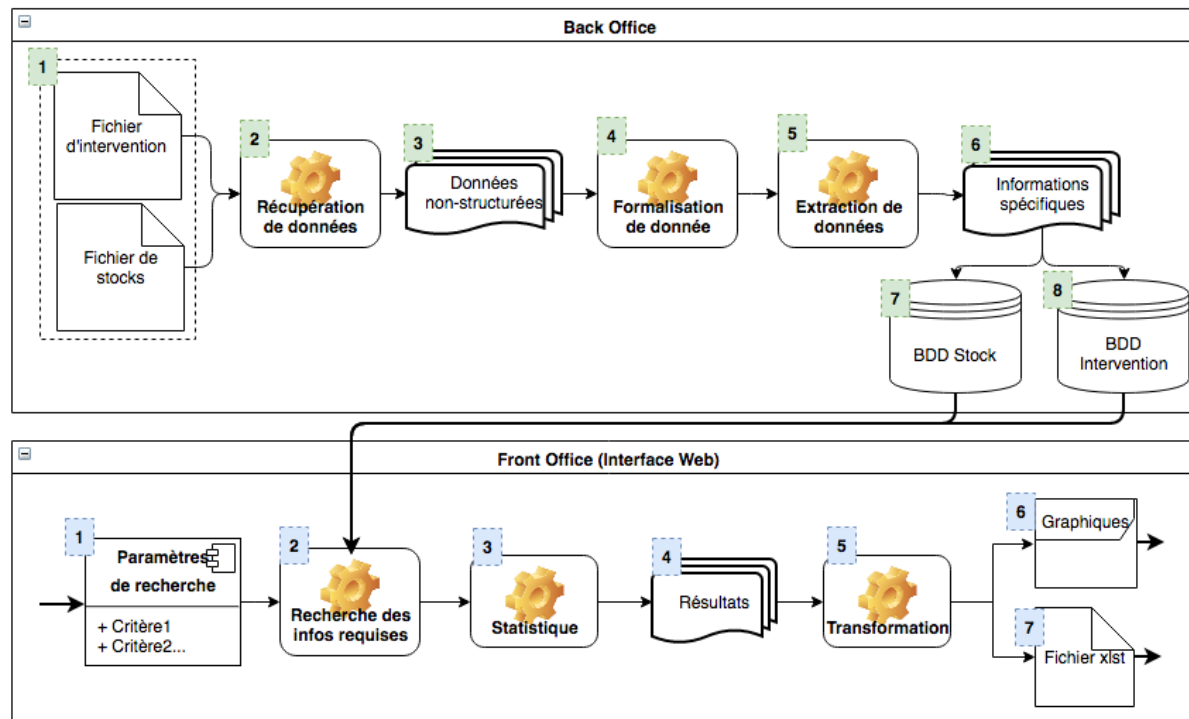 Back Office
1
Fichier
d'intervention
Fichier de
stocks
2
Récupération
de données
3
Données
non-structurées
4
Formalisation
de donnée
5
Extraction de
données
6
Informations
spécifiques
7
BDD Stock
8
BDD
Intervention
Front Office (Interface Web)
1
Paramètres
de recherche
+ Critère1
+ Critère2...
2
Recherche des
infos requises
3
Statistique
4
Résultats
5
Transformation
6
Graphiques
7
Fichier xlst